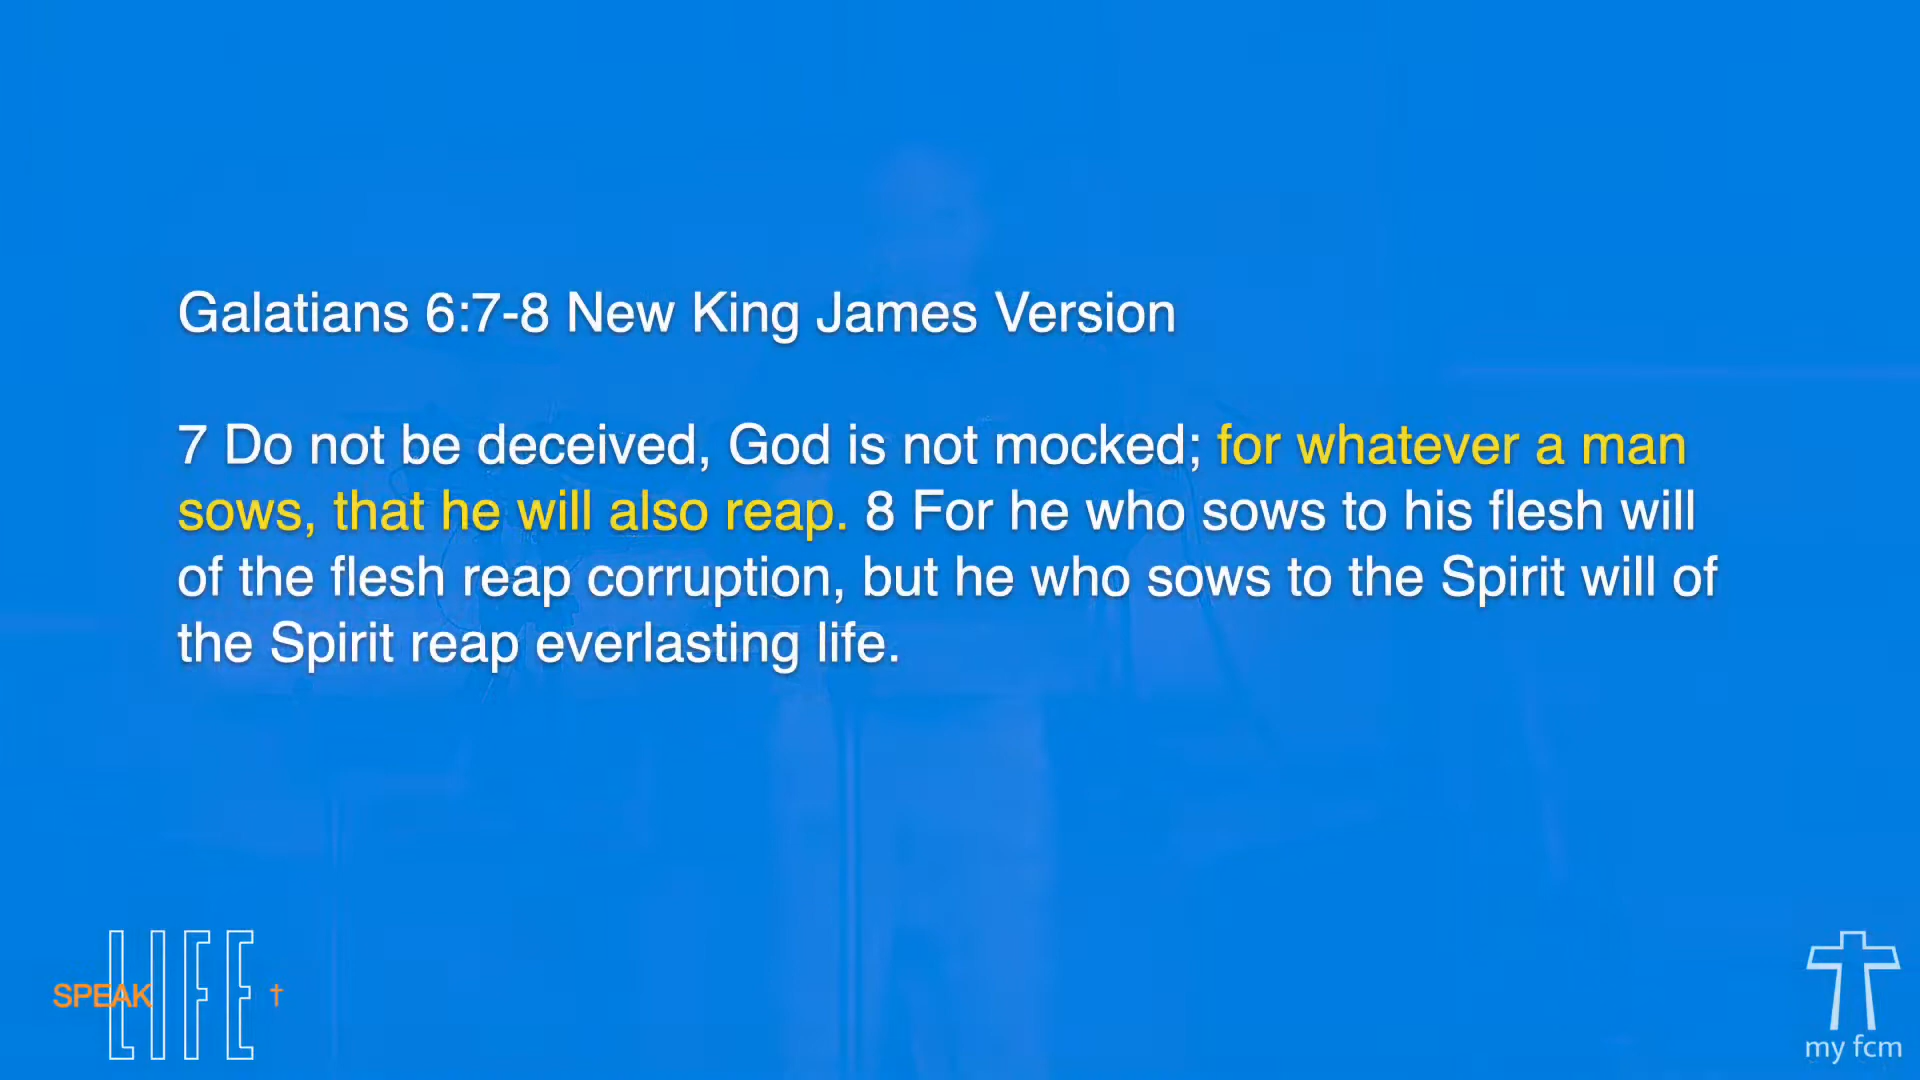 Galatians 6:7-8 New King James Version
7 Do not be deceived, God is not mocked; for whatever a man
sows, that he will also reap. 8 For he who sows to his flesh will
of the flesh reap corruption, but he who sows to the Spirit will of
the Spirit reap everlasting life.
SPEAK LIFE †
my fcm